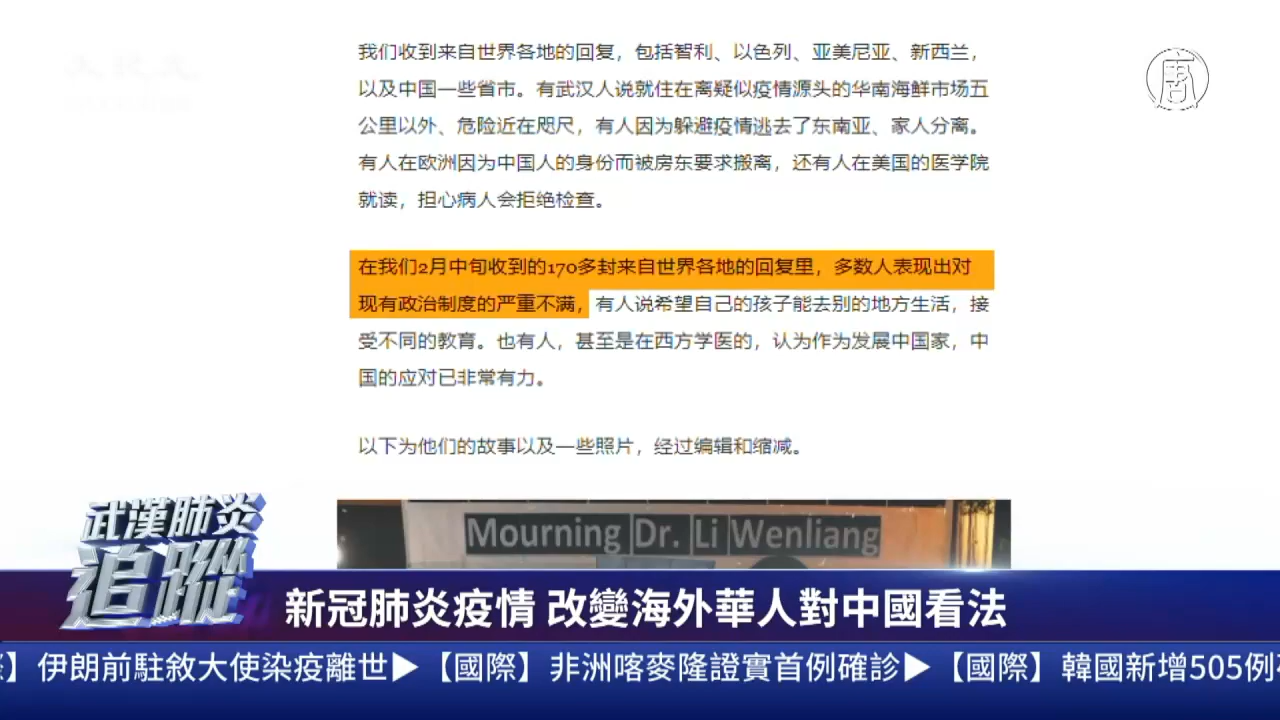 我们收到来自世界各地的回复，包括智利、以色列、亚美尼亚、新西兰，
以及中国一些省市。有武汉人说就住在离疑似疫情源头的华南海鲜市场五
公里以外、危险近在咫尺，有人因为躲避疫情逃去了东南亚、家人分离。
有人在欧洲因为中国人的身份而被房东要求搬离，还有人在美国的医学院
就读，担心病人会拒绝检查。
在我们2月中旬收到的170多封来自世界各地的回复里，多数人表现出对
现有政治制度的严重不满，有人说希望自己的孩子能去别的地方生活，接
受不同的教育。也有人，甚至是在西方学医的，认为作为发展中国家，中
国的应对已非常有力。
以下为他们的故事以及一些照片，经过编辑和缩减。
Mourning Dr. Li Wenliang
武漢肺炎
追蹤
新冠肺炎疫情 改變海外華人對中國看法
】伊朗前駐敘大使染疫離世▶【國際】非洲喀麥隆證實首例確診▶【國際】韓國新增505例